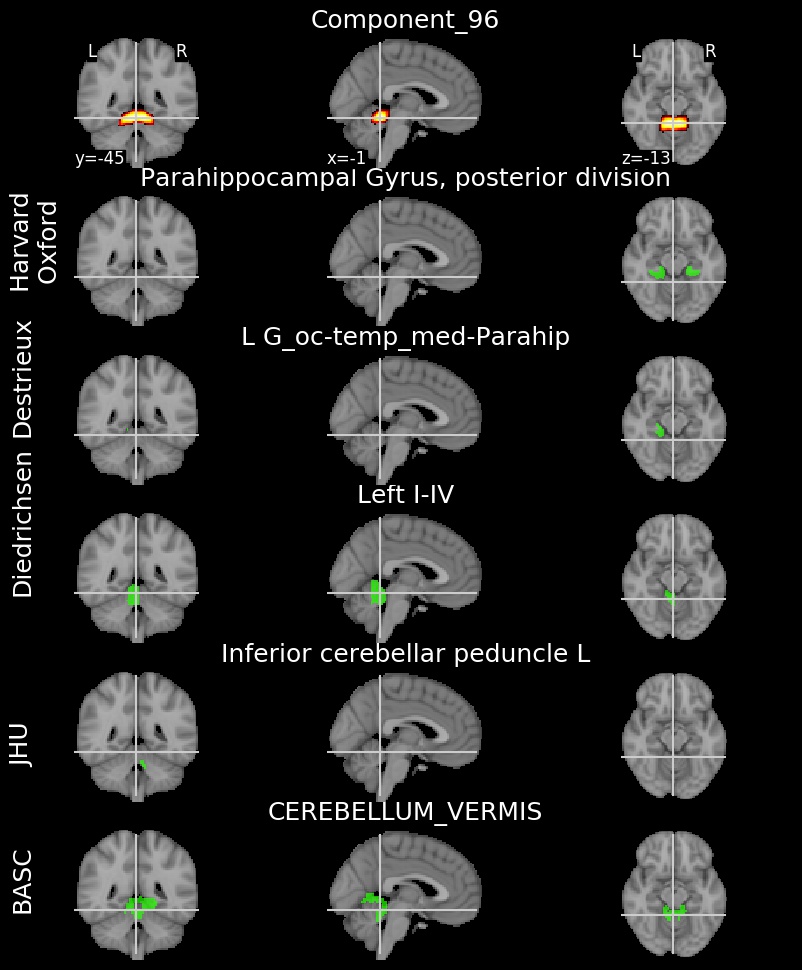 Component_96
L R L R
y=-45 x=-1 z=-13
Parahippocampal Gyrus, posterior division
Harvard
Oxford
L G_oc-temp_med-Parahip
Destrieux
Left I-IV
Diedrichsen
Inferior cerebellar peduncle L
JHU
CEREBELLUM_VERMIS
BASC